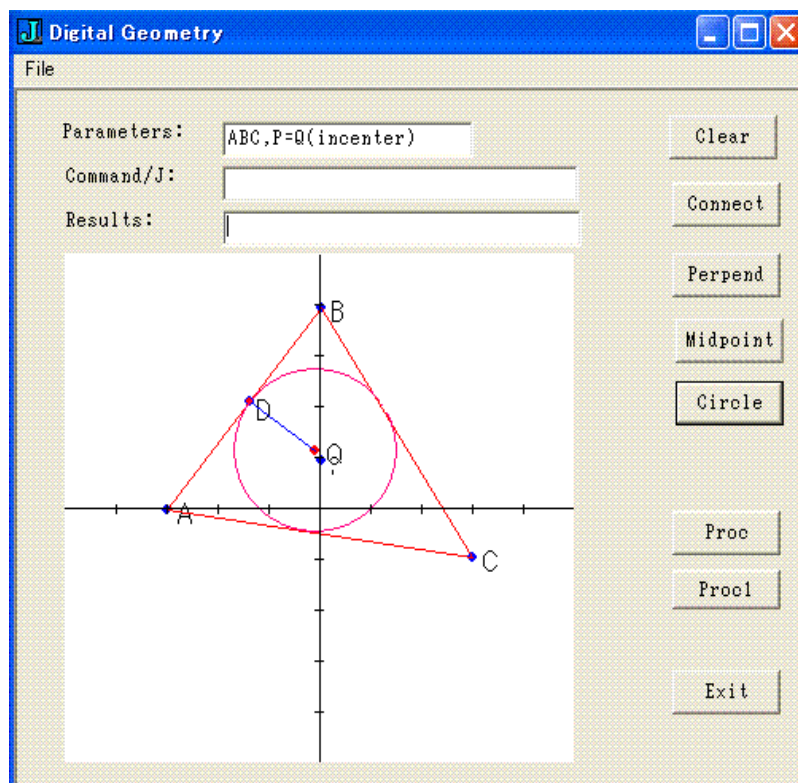 J Digital Geometry
File
Parameters: ABC,P=Q(incenter)
Clear
Command/J:
Connect
Results:
Perpend
Midpoint
Circle
B
D
Q
A
C
Proc
Proc1
Exit